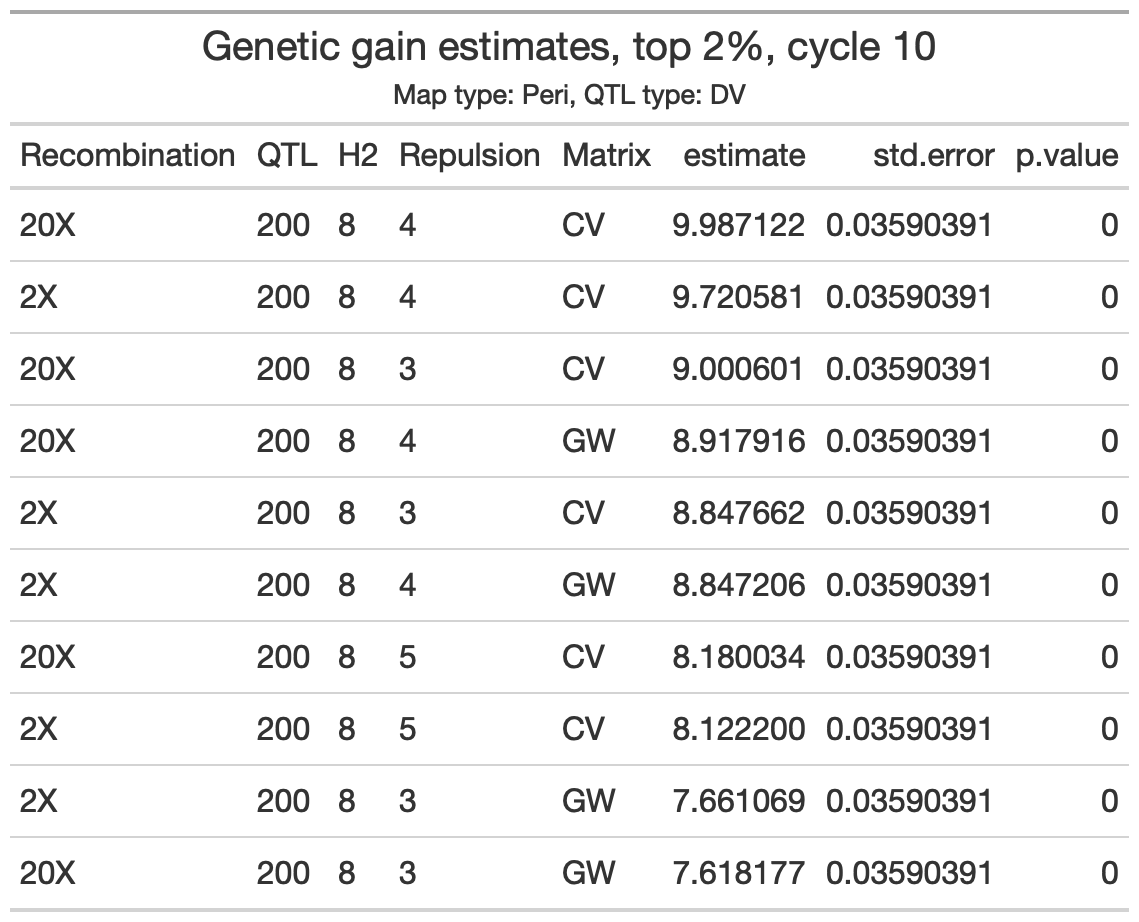 Genetic gain estimates, top 2%, cycle 10
Map type: Peri, QTL type: DV
Recombination QTL H2 Repulsion Matrix estimate std.error p.value
20X 200 8 4 CV 9.987122 0.03590391 0
2X 200 8 4 CV 9.720581 0.03590391 0
20X 200 8 3 CV 9.000601 0.03590391 0
20X 200 8 4 GW 8.917916 0.03590391 0
2X 200 8 3 CV 8.847662 0.03590391 0
2X 200 8 4 GW 8.847206 0.03590391 0
20X 200 8 5 CV 8.180034 0.03590391 0
2X 200 8 5 CV 8.122200 0.03590391 0
2X 200 8 3 GW 7.661069 0.03590391 0
20X 200 8 3 GW 7.618177 0.03590391 0